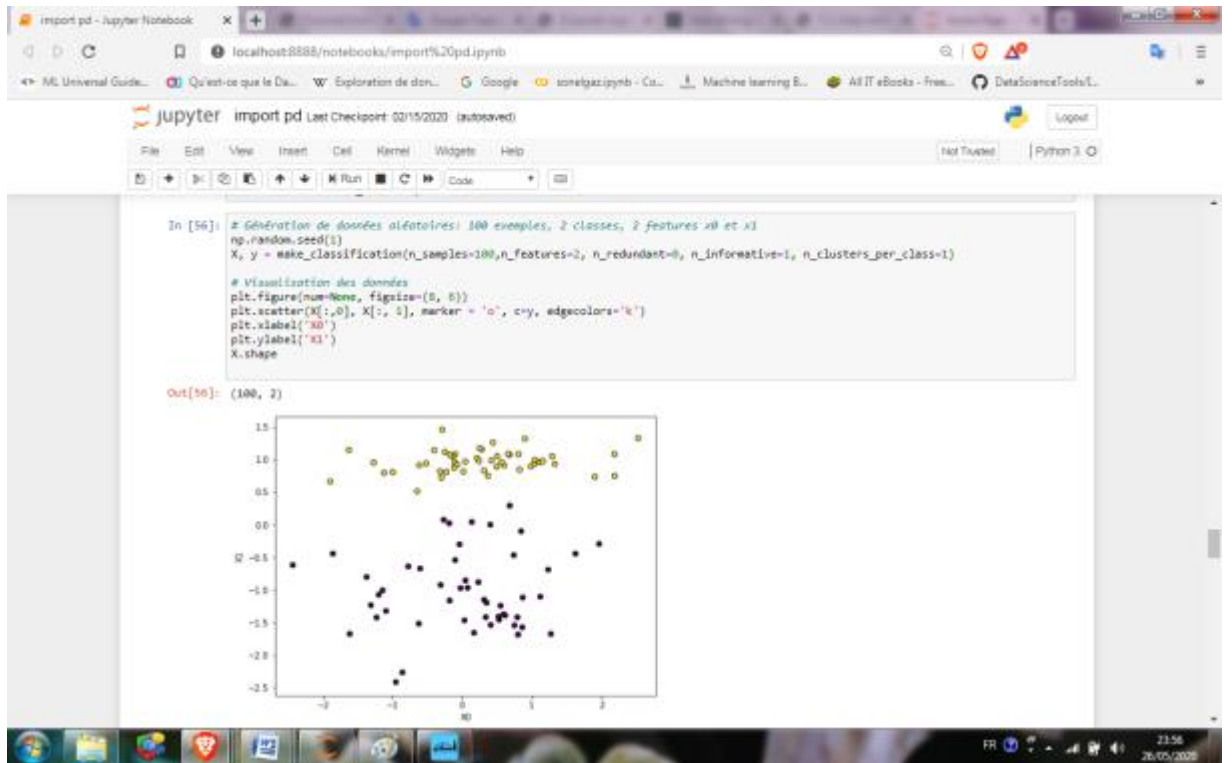 import pd - Jupyter Notebook
localhost:8888/notebooks/import%20pd.ipynb
ML Universal Guide... Qu'est-ce que le Da... Exploration de don... Google sonelgaz.ipynb - Co... Machine learning B... All IT eBooks - Free... DataScienceTools/L...
jupyter import pd Last Checkpoint: 02/15/2020 (autosaved)
Logout
File Edit View Insert Cell Kernel Widgets Help
Not Trusted Python 3
Run Code
In [56]: # Génération de données aléatoires: 100 exemples, 2 classes, 2 features x0 et x1
np.random.seed(1)
X, y = make_classification(n_samples=100,n_features=2, n_redundant=0, n_informative=1, n_clusters_per_class=1)
# Visualisation des données
plt.figure(num=None, figsize=(8, 6))
plt.scatter(X[:,0], X[:, 1], marker = 'o', c=y, edgecolors='k')
plt.xlabel('X0')
plt.ylabel('X1')
X.shape
Out[56]: (100, 2)
1.5
1.0
0.5
0.0
-0.5
X1
-1.0
-1.5
-2.0
-2.5
-2 -1 0 1 2
X0
FR
23:56
26/05/2020